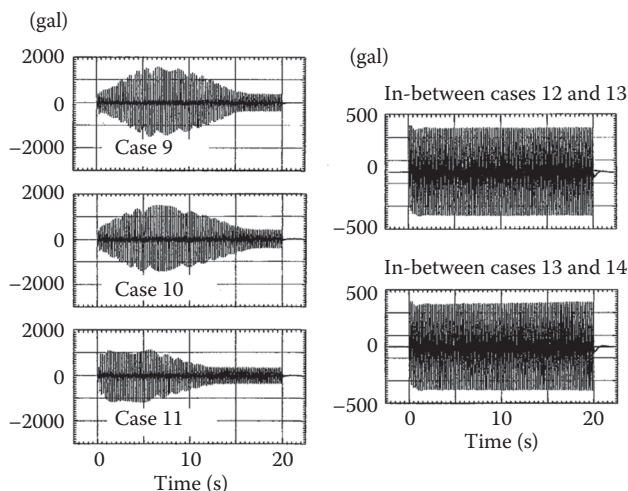 (gal)
2000
0
−2000
Case 9
2000
0
−2000
Case 10
2000
0
−2000
Case 11
0
10
20
Time (s)
(gal)
In-between cases 12 and 13
500
0
−500
In-between cases 13 and 14
500
0
−500
0
10
20
Time (s)